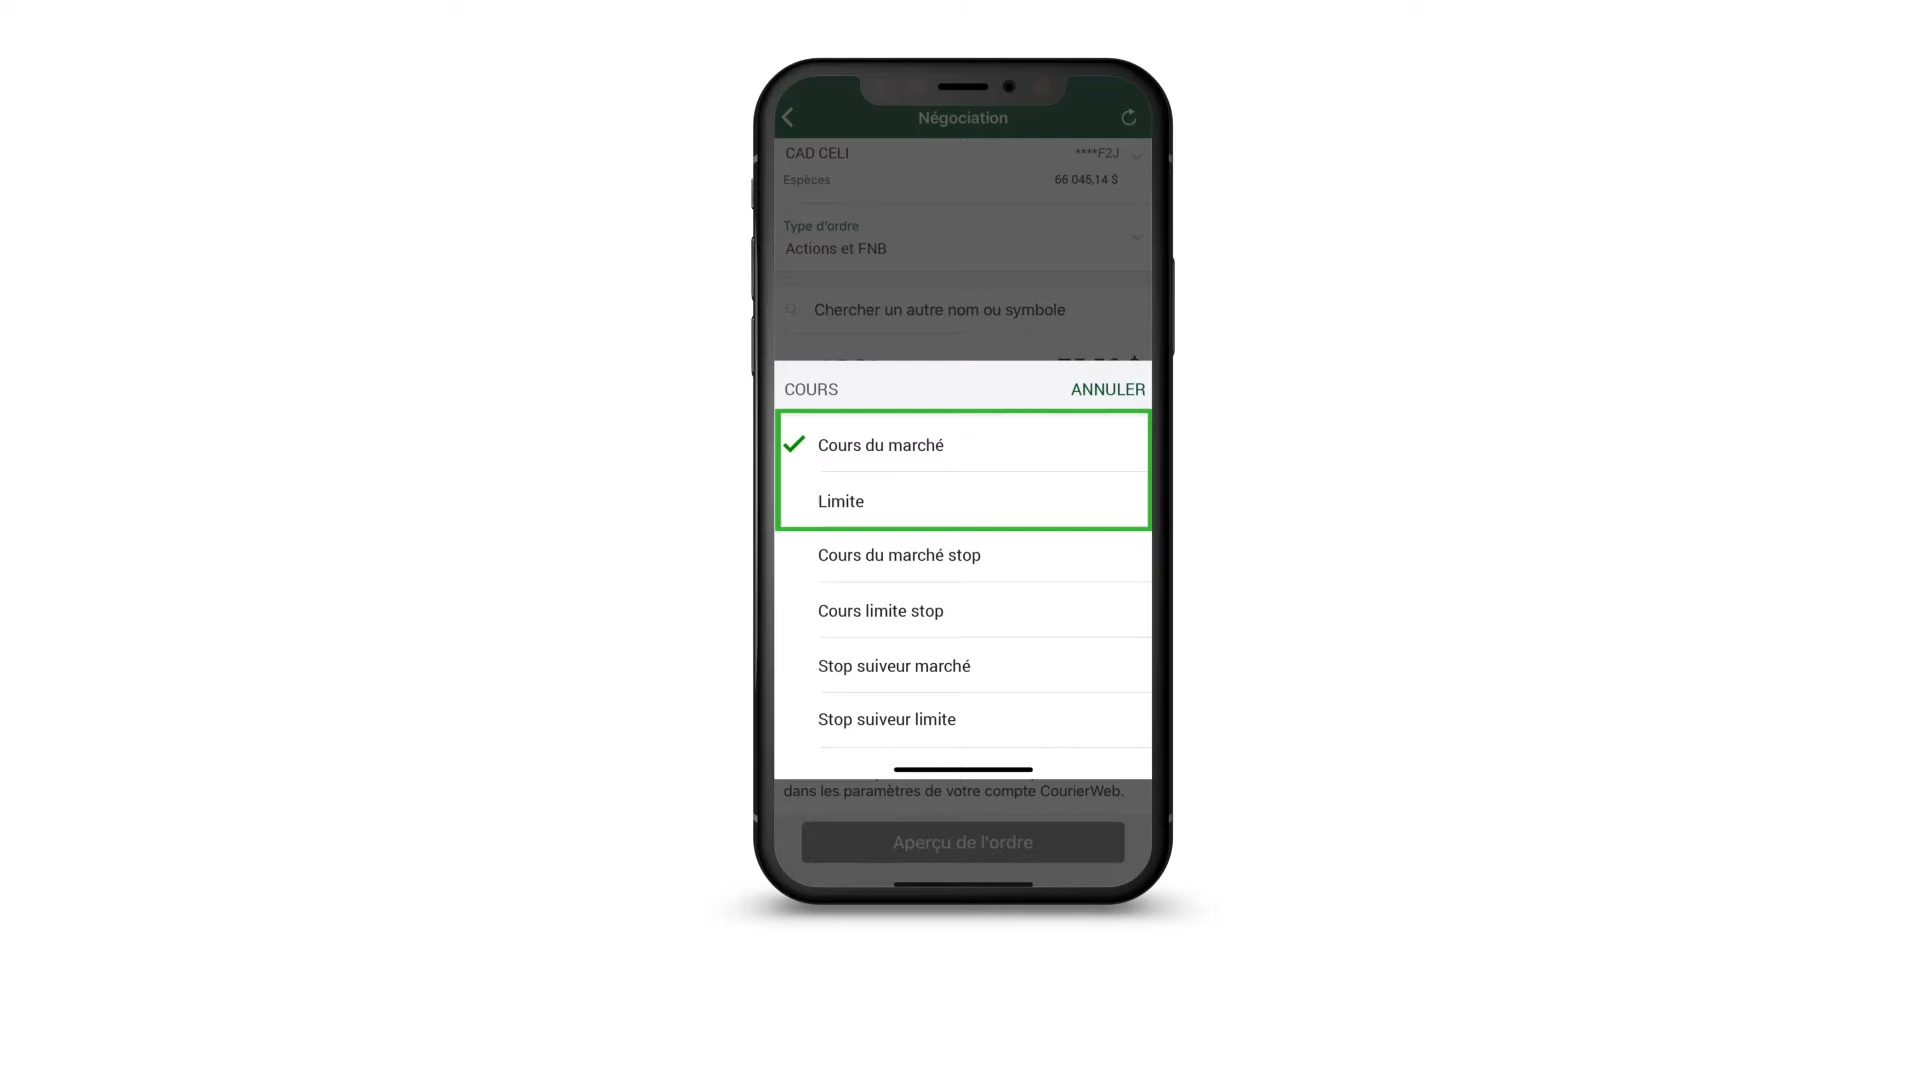 Négociation
CAD CELI ****F2J
Espèces 66 045,14 $
Type d'ordre
Actions et FNB
Chercher un autre nom ou symbole
COURS ANNULER
Cours du marché
Limite
Cours du marché stop
Cours limite stop
Stop suiveur marché
Stop suiveur limite
dans les paramètres de votre compte CourierWeb.
Aperçu de l'ordre